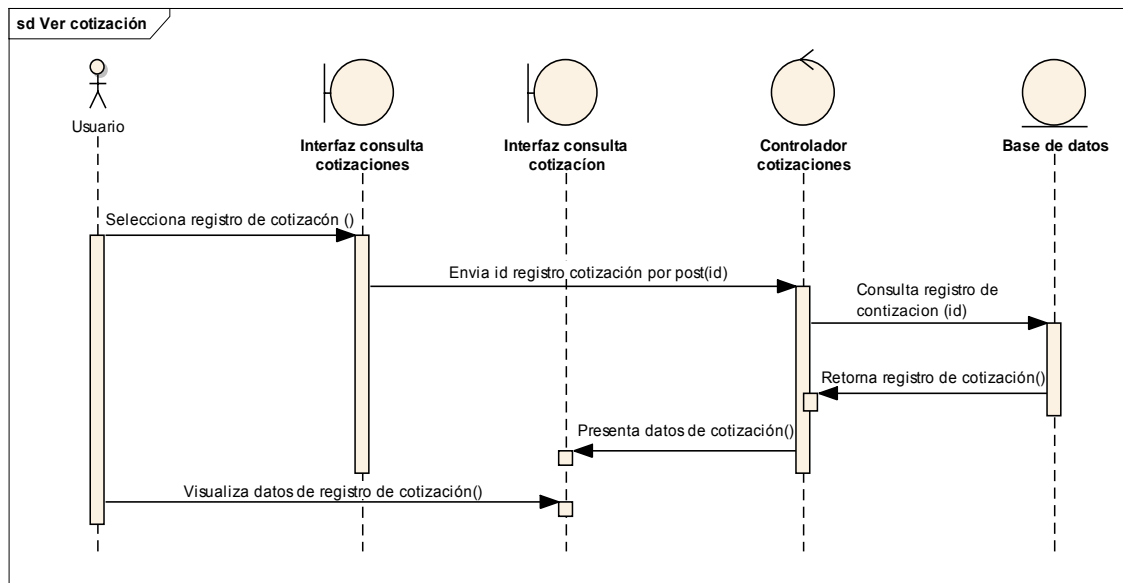 sd Ver cotización
Usuario
Interfaz consulta
cotizaciones
Interfaz consulta
cotizacíon
Controlador
cotizaciones
Base de datos
Selecciona registro de cotizacón ()
Envia id registro cotización por post(id)
Consulta registro de
contizacion (id)
Retorna registro de cotización()
Presenta datos de cotización()
Visualiza datos de registro de cotización()